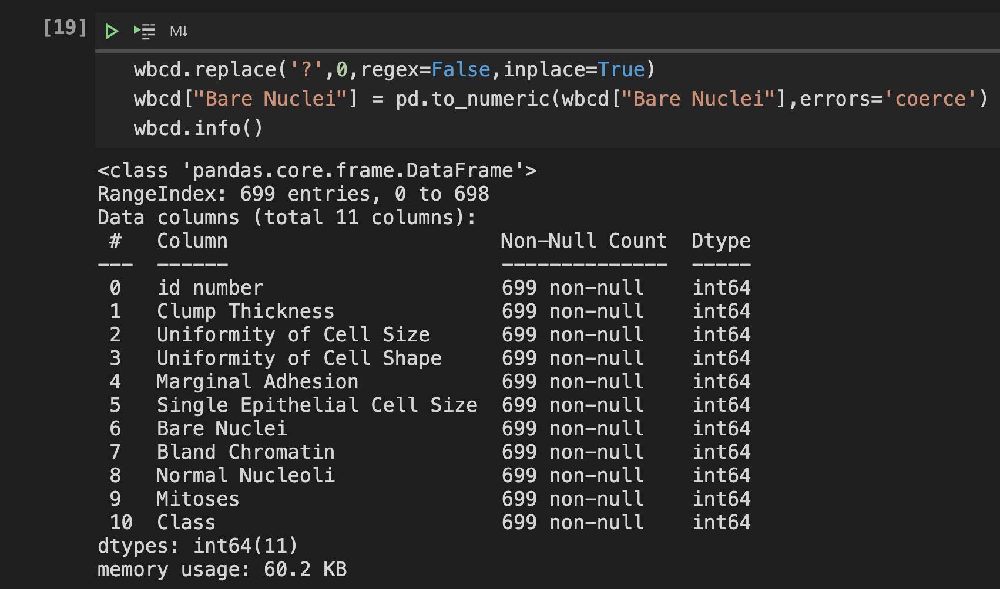 [19]
M↓
wbcd.replace('?',0,regex=False,inplace=True)
wbcd["Bare Nuclei"] = pd.to_numeric(wbcd["Bare Nuclei"],errors='coerce')
wbcd.info()
<class 'pandas.core.frame.DataFrame'>
RangeIndex: 699 entries, 0 to 698
Data columns (total 11 columns):
 #   Column                       Non-Null Count  Dtype
---  ------                       --------------  -----
 0   id number                    699 non-null    int64
 1   Clump Thickness              699 non-null    int64
 2   Uniformity of Cell Size      699 non-null    int64
 3   Uniformity of Cell Shape     699 non-null    int64
 4   Marginal Adhesion            699 non-null    int64
 5   Single Epithelial Cell Size  699 non-null    int64
 6   Bare Nuclei                  699 non-null    int64
 7   Bland Chromatin              699 non-null    int64
 8   Normal Nucleoli              699 non-null    int64
 9   Mitoses                      699 non-null    int64
 10  Class                        699 non-null    int64
dtypes: int64(11)
memory usage: 60.2 KB